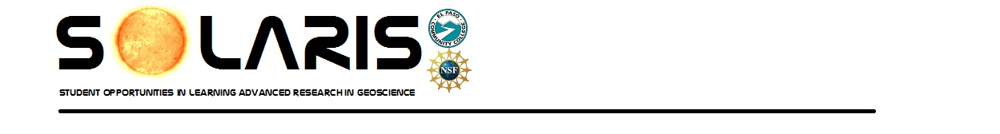 SOLARIS
EL PASO COMMUNITY COLLEGE
NSF
STUDENT OPPORTUNITIES IN LEARNING ADVANCED RESEARCH IN GEOSCIENCE